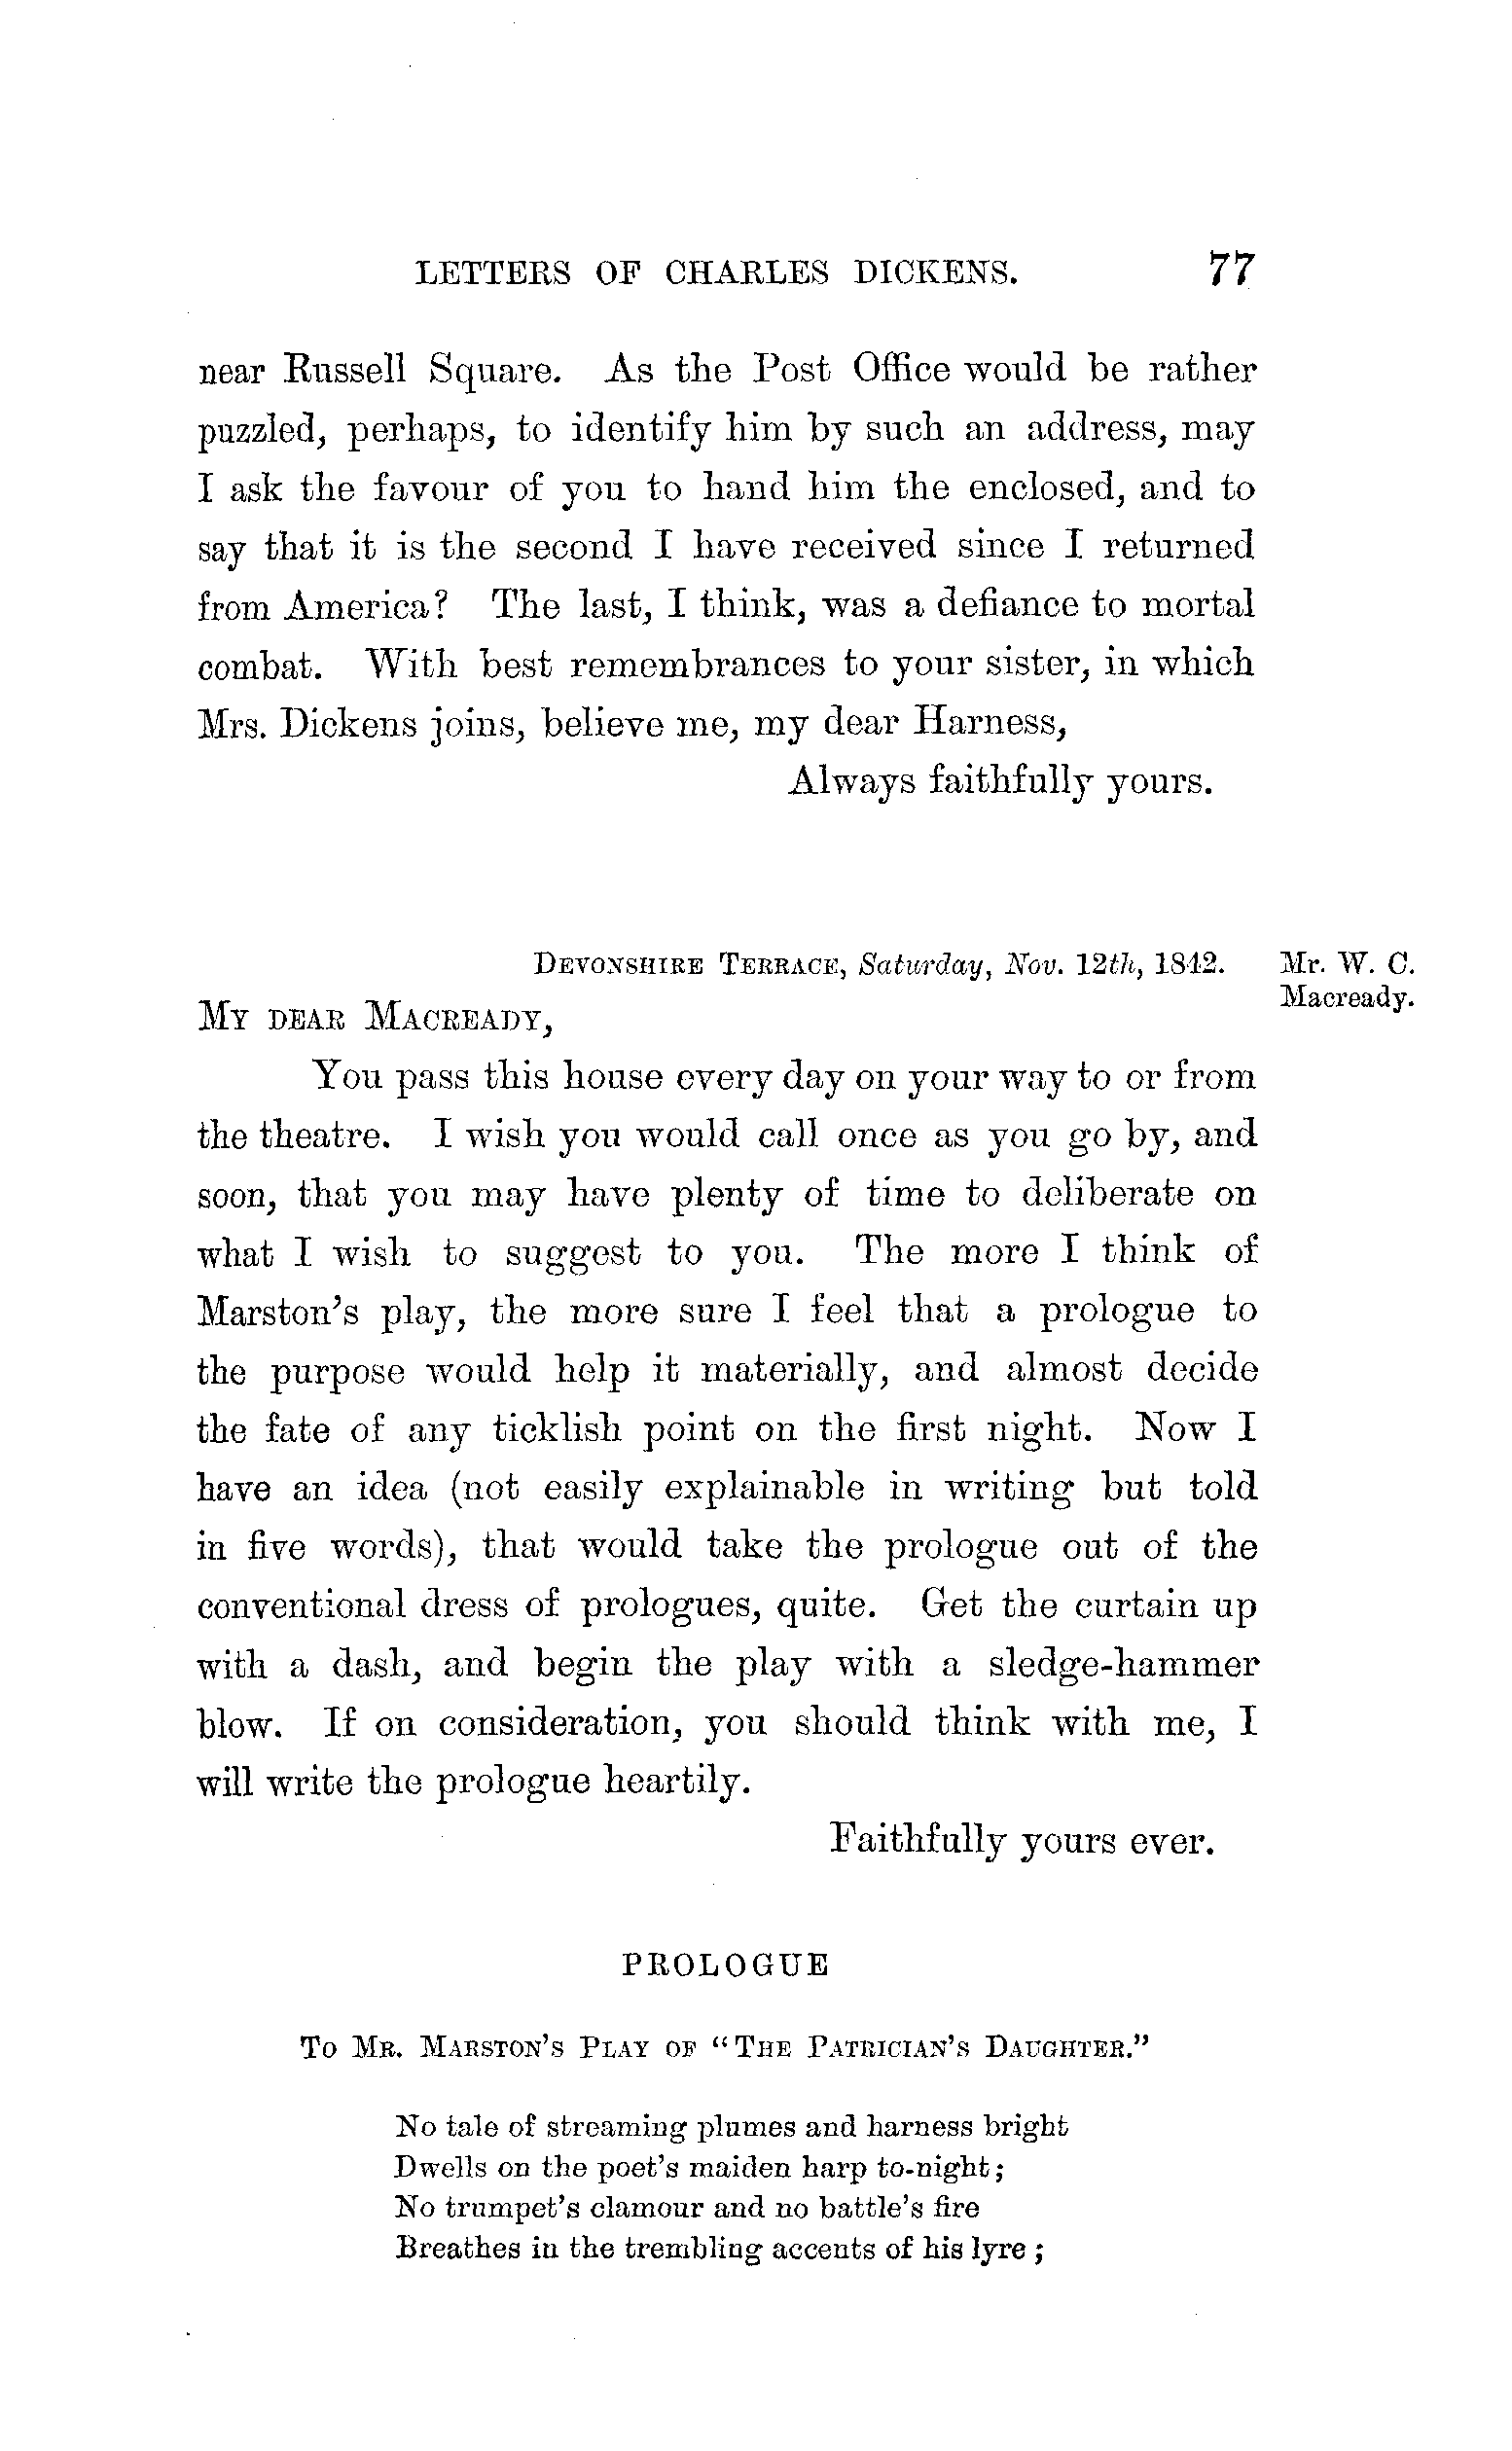 LETTERS OF CHARLES DICKENS. 77
near Russell Square. As the Post Office would be rather
puzzled, perhaps, to identify him by such an address, may
I ask the favour of you to hand him the enclosed, and to
say that it is the second I have received since I returned
from America? The last, I think, was a defiance to mortal
combat. With best remembrances to your sister, in which
Mrs. Dickens joins, believe me, my dear Harness,
Always faithfully yours.
Devonshire Terrace, Saturday, Nov. 12th, 1842.
Mr. W. C.
Macready.
My dear Macready,
You pass this house every day on your way to or from
the theatre. I wish you would call once as you go by, and
soon, that you may have plenty of time to deliberate on
what I wish to suggest to you. The more I think of
Marston's play, the more sure I feel that a prologue to
the purpose would help it materially, and almost decide
the fate of any ticklish point on the first night. Now I
have an idea (not easily explainable in writing but told
in five words), that would take the prologue out of the
conventional dress of prologues, quite. Get the curtain up
with a dash, and begin the play with a sledge-hammer
blow. If on consideration, you should think with me, I
will write the prologue heartily.
Faithfully yours ever.
PROLOGUE
To Mr. Marston's Play of "The Patrician's Daughter."
No tale of streaming plumes and harness bright
Dwells on the poet's maiden harp to-night;
No trumpet's clamour and no battle's fire
Breathes in the trembling accents of his lyre;